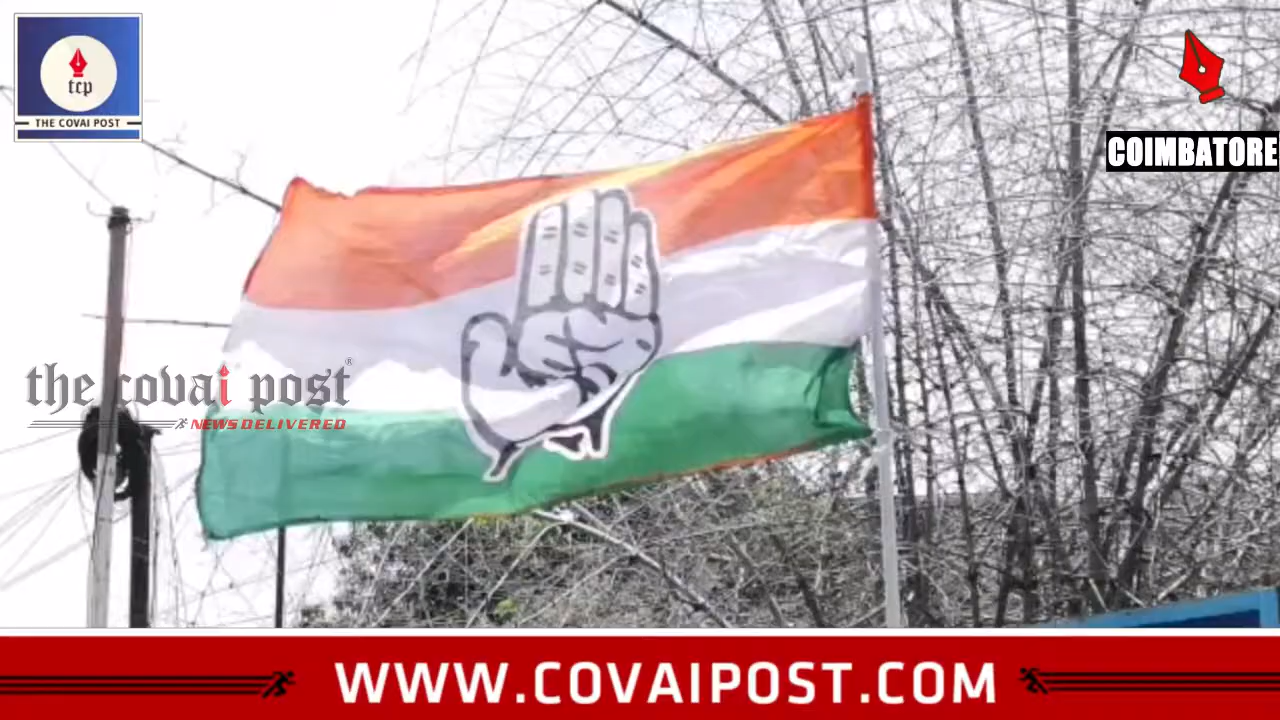 tcp
THE COVAI POST
COIMBATORE
the covai post®
NEWS DELIVERED
WWW.COVAIPOST.COM